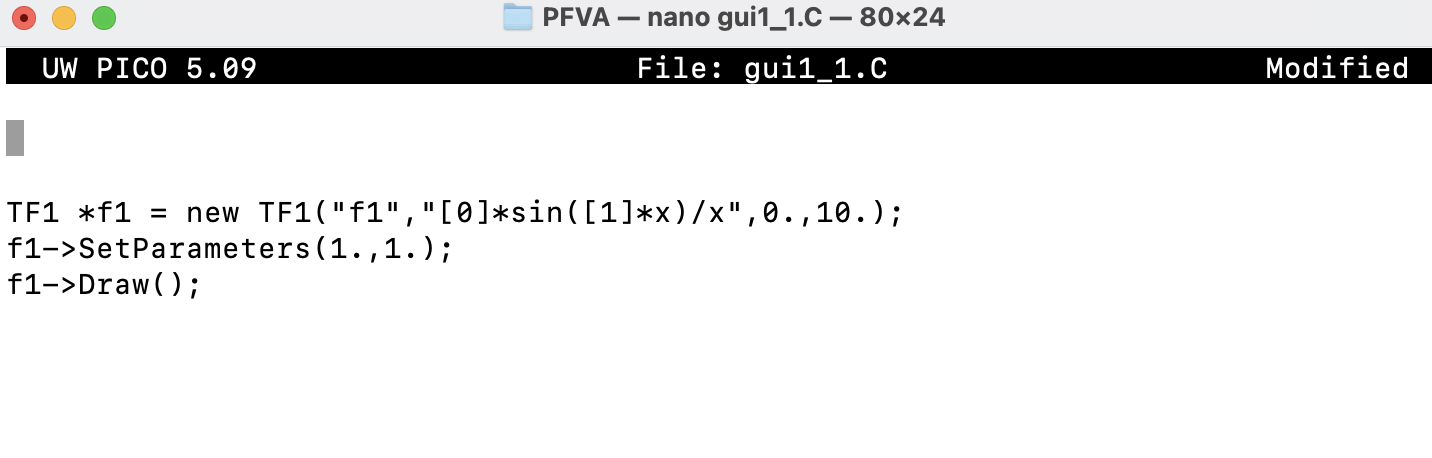 PFVA — nano gui1_1.C — 80×24
UW PICO 5.09 File: gui1_1.C Modified
TF1 *f1 = new TF1("f1","[0]*sin([1]*x)/x",0.,10.);
f1->SetParameters(1.,1.);
f1->Draw();